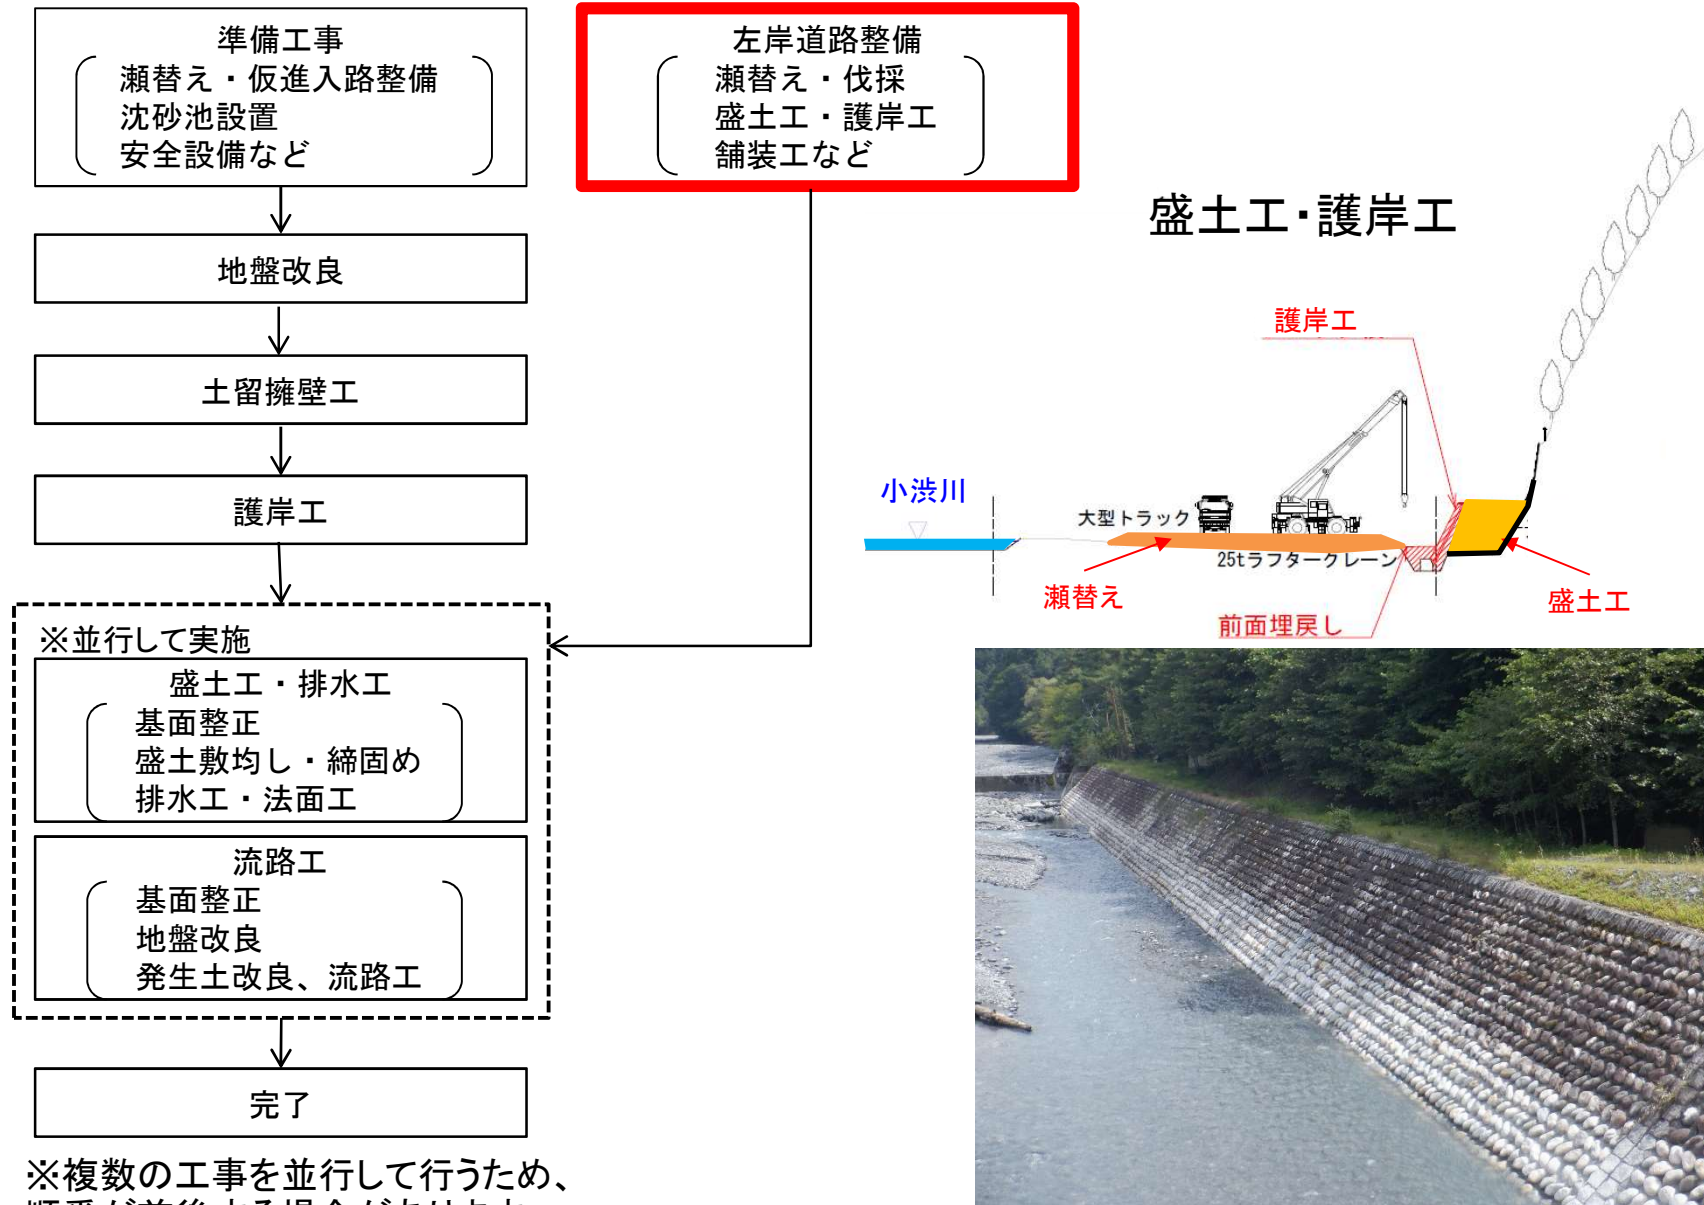 準備工事
瀬替え・仮進入路整備
沈砂池設置
安全設備など
左岸道路整備
瀬替え・伐採
盛土工・護岸工
舗装工など
地盤改良
土留擁壁工
護岸工
※並行して実施
盛土工・排水工
基面整正
盛土敷均し・締固め
排水工・法面工
流路工
基面整正
地盤改良
発生土改良、流路工
完了
※複数の工事を並行して行うため、
盛土工・護岸工
護岸工
小渋川
大型トラック
25tラフタークレーン
瀬替え
盛土工
前面埋戻し